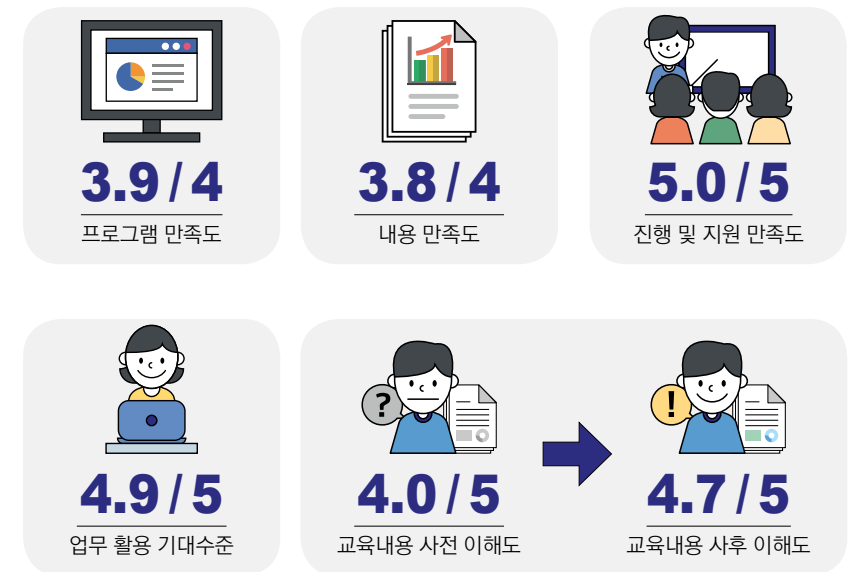 3.9 / 4
프로그램 만족도
3.8 / 4
내용 만족도
5.0 / 5
진행 및 지원 만족도
4.9 / 5
업무 활용 기대수준
?
4.0 / 5
교육내용 사전 이해도
!
4.7 / 5
교육내용 사후 이해도